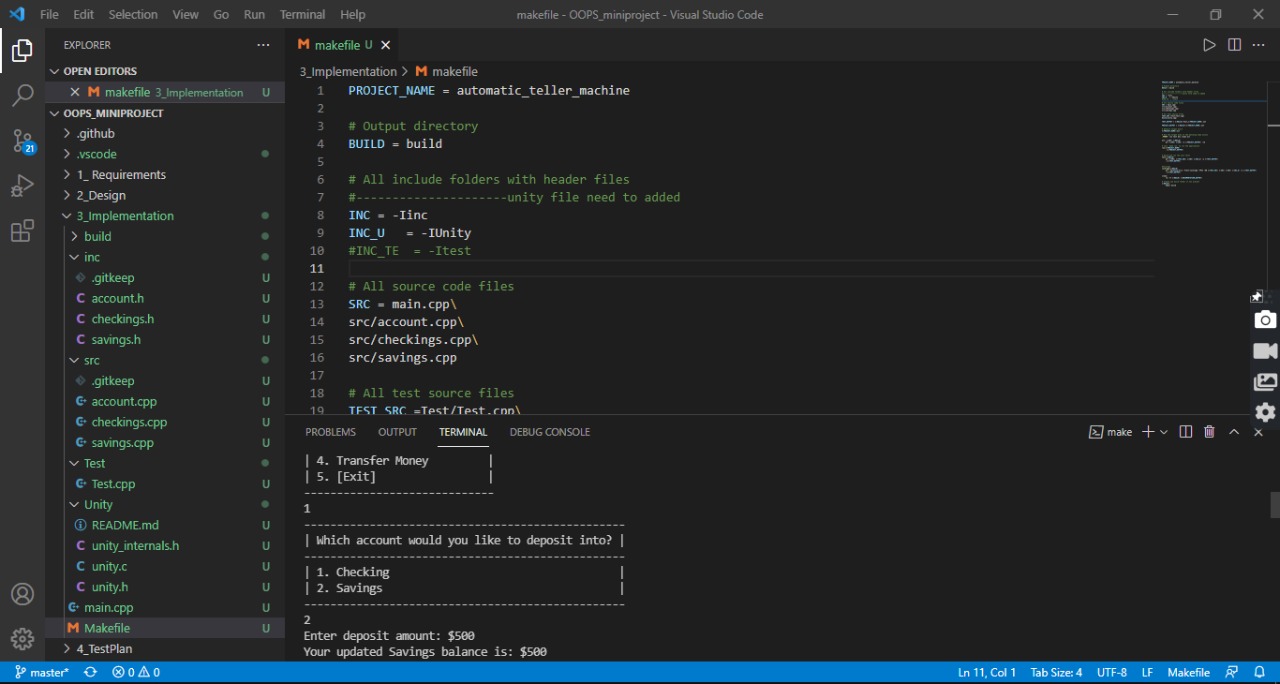 File Edit Selection View Go Run Terminal Help makefile - OOPS_miniproject - Visual Studio Code
EXPLORER ···
OPEN EDITORS
makefile 3_Implementation U
OOPS_MINIPROJECT
.github
.vscode
1_ Requirements
2_Design
3_Implementation
build
inc
.gitkeep U
account.h U
checkings.h U
savings.h U
src
.gitkeep U
account.cpp U
checkings.cpp U
savings.cpp U
Test
Test.cpp U
Unity
README.md U
unity_internals.h U
unity.c U
unity.h U
main.cpp U
Makefile U
4_TestPlan
21
makefile U
3_Implementation > makefile
1 PROJECT_NAME = automatic_teller_machine
2
3 # Output directory
4 BUILD = build
5
6 # All include folders with header files
7 #--------------------unity file need to added
8 INC = -Iinc
9 INC_U   = -IUnity
10 #INC_TE  = -Itest
11
12 # All source code files
13 SRC = main.cpp\
14 src/account.cpp\
15 src/checkings.cpp\
16 src/savings.cpp
17
18 # All test source files
19 TEST_SRC =Test/Test.cpp\
PROBLEMS OUTPUT TERMINAL DEBUG CONSOLE make
| 4. Transfer Money |
| 5. [Exit] |
---------------------------
1
----------------------------------------------
| Which account would you like to deposit into? |
----------------------------------------------
| 1. Checking |
| 2. Savings |
----------------------------------------------
2
Enter deposit amount: $500
Your updated Savings balance is: $500
master* 0 0 Ln 11, Col 1 Tab Size: 4 UTF-8 LF Makefile